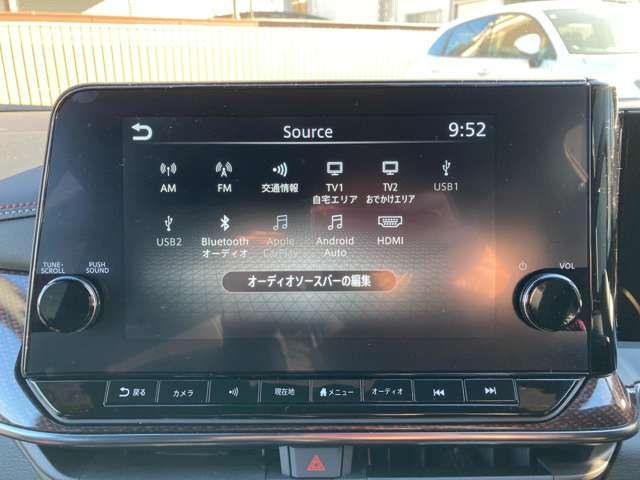 Source
9:52
AM
FM
交通情報
TV1
自宅エリア
TV2
おでかけエリア
USB1
USB2
Bluetooth
オーディオ
Apple
CarPlay
Android
Auto
HDMI
オーディオソースバーの編集
TUNE・
SCROLL
PUSH
SOUND
VOL
戻る
カメラ
現在地
メニュー
オーディオ